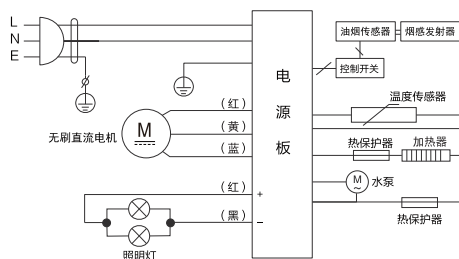 L
N
E
油烟传感器
烟感发射器
控制开关
电源板
温度传感器
(红)
M
(黄)
无刷直流电机
(蓝)
热保护器
加热器
(红)
+
M
~
水泵
(黑)
−
热保护器
照明灯